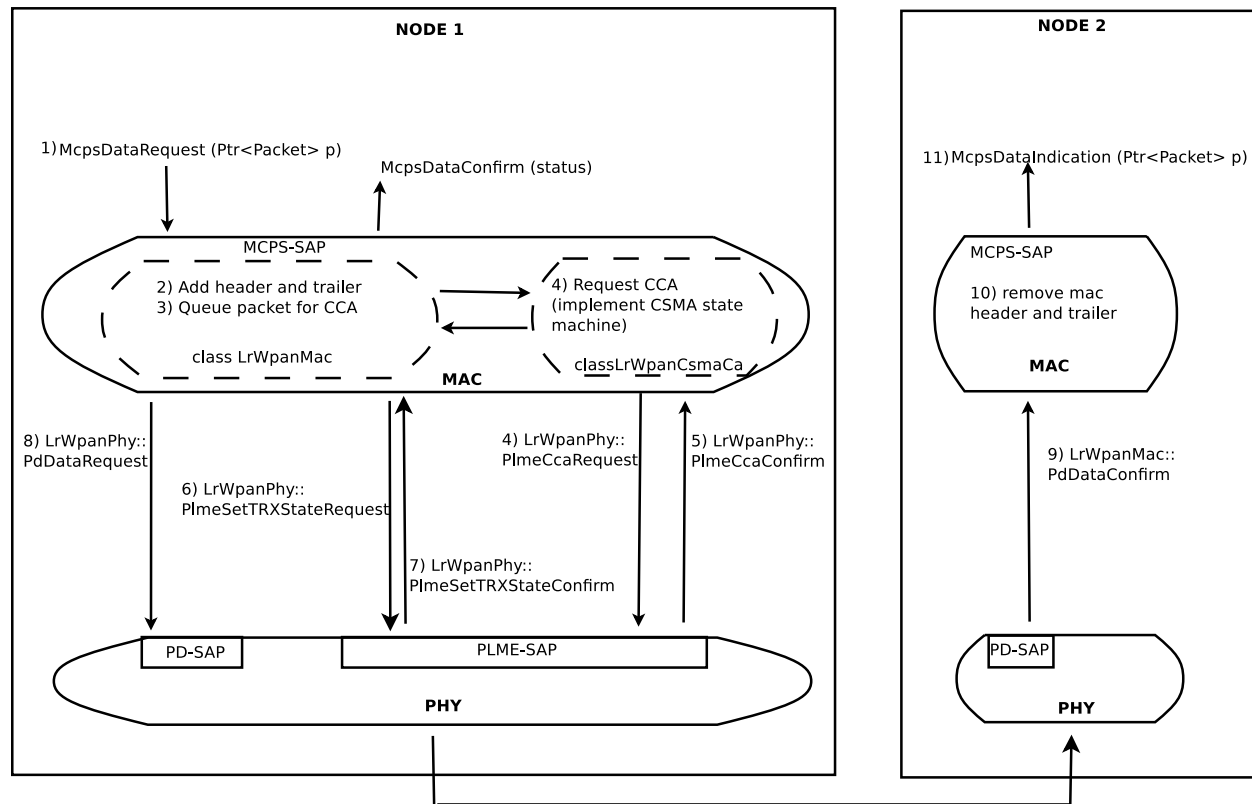 NODE 1
1) McpsDataRequest (Ptr<Packet> p)
McpsDataConfirm (status)
MCPS-SAP
2) Add header and trailer
3) Queue packet for CCA
class LrWpanMac
4) Request CCA
(implement CSMA state
machine)
classLrWpanCsmaCa
MAC
8) LrWpanPhy::
PdDataRequest
6) LrWpanPhy::
PlmeSetTRXStateRequest
7) LrWpanPhy::
PlmeSetTRXStateConfirm
4) LrWpanPhy::
PlmeCcaRequest
5) LrWpanPhy::
PlmeCcaConfirm
PD-SAP
PLME-SAP
PHY
NODE 2
11) McpsDataIndication (Ptr<Packet> p)
MCPS-SAP
10) remove mac
header and trailer
MAC
9) LrWpanMac::
PdDataConfirm
PD-SAP
PHY